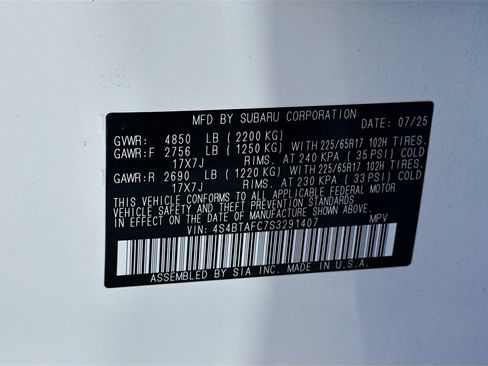 MFD BY SUBARU CORPORATION DATE: 07/25
GVWR: 4850 LB (2200 KG)
GAWR:F 2756 LB (1250 KG) WITH 225/65R17 102H TIRES.
17X7J RIMS. AT 240 KPA (35 PSI) COLD
GAWR:R 2690 LB (1220 KG) WITH 225/65R17 102H TIRES.
17X7J RIMS. AT 230 KPA (33 PSI) COLD
THIS VEHICLE CONFORMS TO ALL APPLICABLE FEDERAL MOTOR
VEHICLE SAFETY AND THEFT PREVENTION STANDARDS
IN EFFECT ON THE DATE OF MANUFACTURE SHOWN ABOVE.
VIN: 4S4BTAFC7S3291407 MPV
ASSEMBLED BY SIA INC. MADE IN U.S.A.